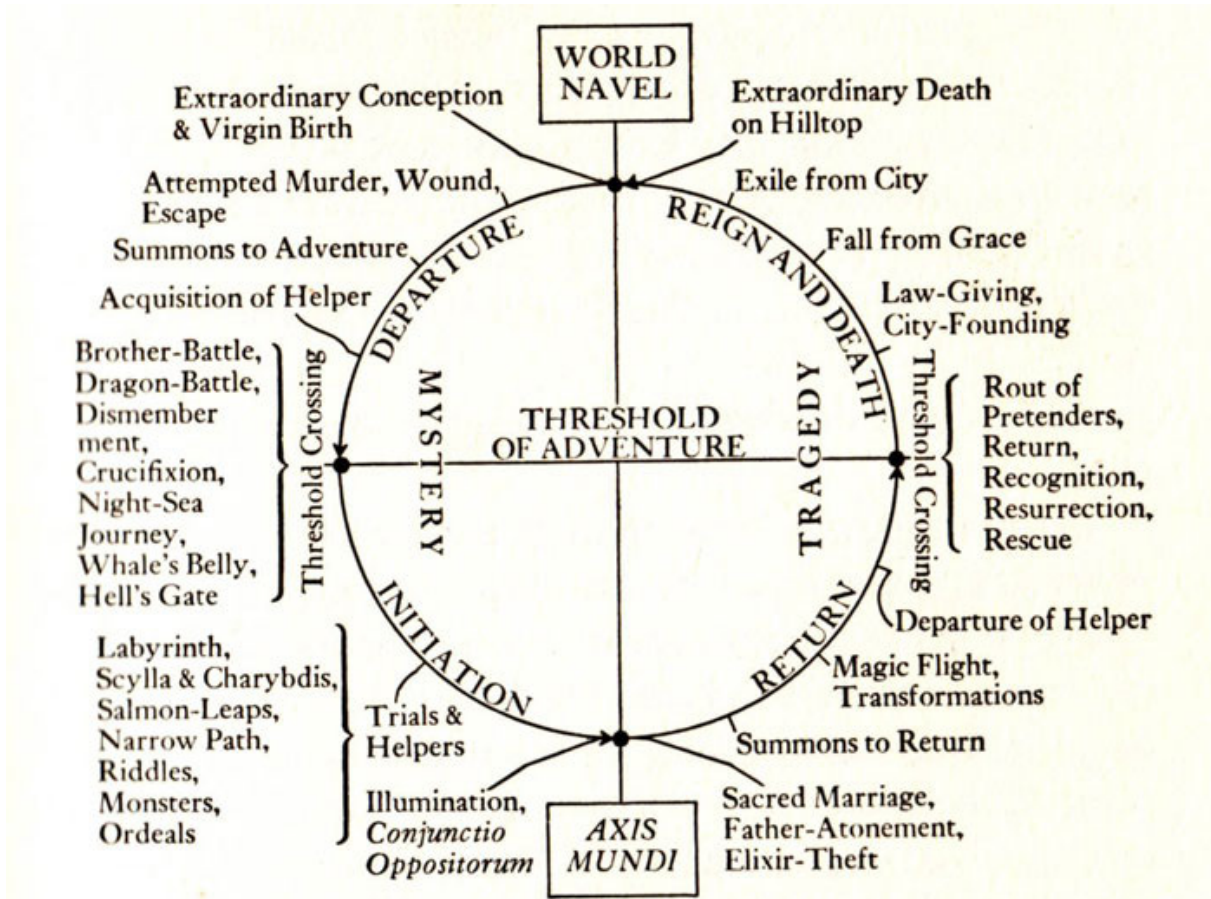 WORLD
NAVEL
Extraordinary Conception
& Virgin Birth
Extraordinary Death
on Hilltop
Attempted Murder, Wound,
Escape
Exile from City
Summons to Adventure
Fall from Grace
Acquisition of Helper
Law-Giving,
City-Founding
DEPARTURE
REIGN AND DEATH
Brother-Battle,
Dragon-Battle,
Dismember
ment,
Crucifixion,
Night-Sea
Journey,
Whale's Belly,
Hell's Gate
Threshold Crossing
MYSTERY
THRESHOLD
OF ADVENTURE
TRAGEDY
Threshold Crossing
Rout of
Pretenders,
Return,
Recognition,
Resurrection,
Rescue
INITIATION
RETURN
Departure of Helper
Labyrinth,
Scylla & Charybdis,
Salmon-Leaps,
Narrow Path,
Riddles,
Monsters,
Ordeals
Trials &
Helpers
Magic Flight,
Transformations
Summons to Return
Illumination,
Conjunctio
Oppositorum
AXIS
MUNDI
Sacred Marriage,
Father-Atonement,
Elixir-Theft